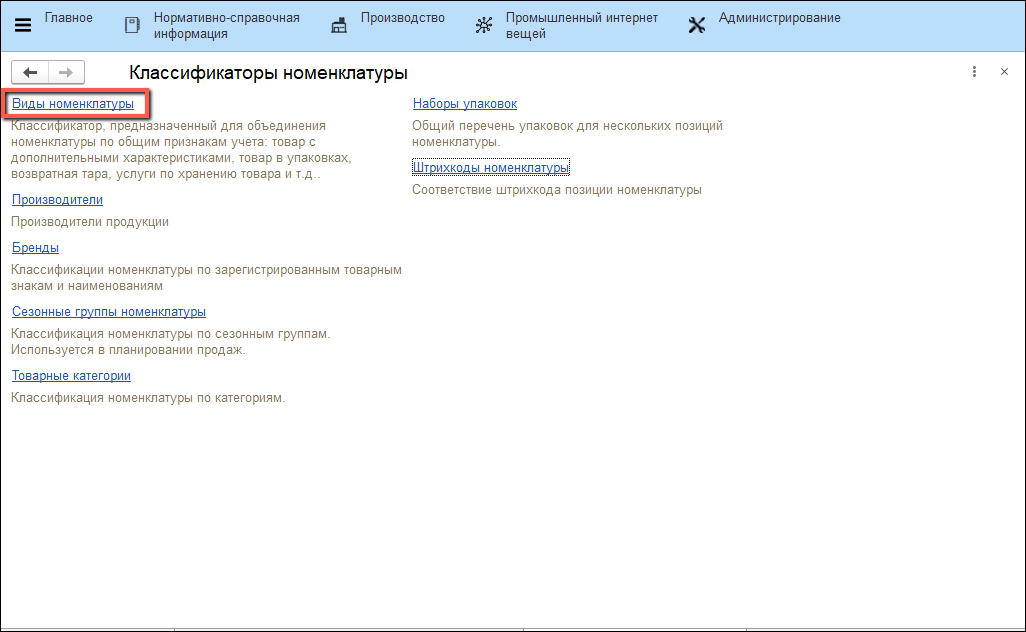 Главное
Нормативно-справочная
информация
Производство
Промышленный интернет
вещей
Администрирование
Классификаторы номенклатуры
Виды номенклатуры
Классификатор, предназначенный для объединения
номенклатуры по общим признакам учета: товар с
дополнительными характеристиками, товар в упаковках,
возвратная тара, услуги по хранению товара и т.д..
Производители
Производители продукции
Бренды
Классификации номенклатуры по зарегистрированным товарным
знакам и наименованиям
Сезонные группы номенклатуры
Классификация номенклатуры по сезонным группам.
Используется в планировании продаж.
Товарные категории
Классификация номенклатуры по категориям.
Наборы упаковок
Общий перечень упаковок для нескольких позиций
номенклатуры.
Штрихкоды номенклатуры
Соответствие штрихкода позиции номенклатуры